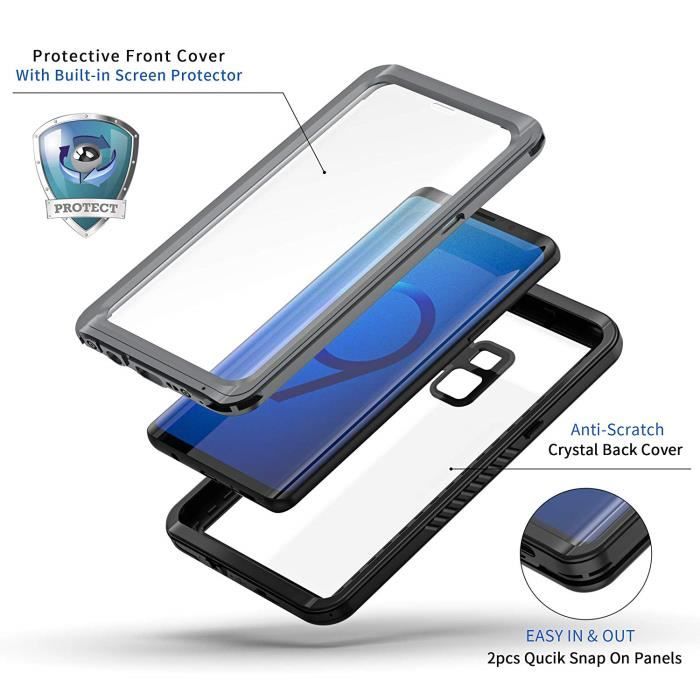 Protective Front Cover
With Built-in Screen Protector
PROTECT
Anti-Scratch
Crystal Back Cover
EASY IN & OUT
2pcs Qucik Snap On Panels